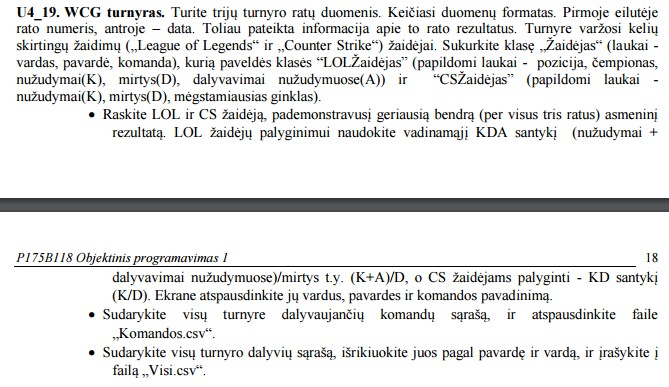 U4_19. WCG turnyras. Turite trijų turnyro ratų duomenis. Keičiasi duomenų formatas. Pirmoje eilutėje
rato numeris, antroje – data. Toliau pateikta informacija apie to rato rezultatus. Turnyre varžosi kelių
skirtingų žaidimų („League of Legends“ ir „Counter Strike“) žaidėjai. Sukurkite klasę „Žaidėjas“ (laukai -
vardas, pavardė, komanda), kurią paveldės klasės “LOLŽaidėjas” (papildomi laukai - pozicija, čempionas,
nužudymai(K), mirtys(D), dalyvavimai nužudymuose(A)) ir “CSŽaidėjas” (papildomi laukai -
nužudymai(K), mirtys(D), mėgstamiausias ginklas).
• Raskite LOL ir CS žaidėją, pademonstravusį geriausią bendrą (per visus tris ratus) asmeninį
rezultatą. LOL žaidėjų palyginimui naudokite vadinamąjį KDA santykį (nužudymai +
P175B118 Objektinis programavimas 1 18
dalyvavimai nužudymuose)/mirtys t.y. (K+A)/D, o CS žaidėjams palyginti - KD santykį
(K/D). Ekrane atspausdinkite jų vardus, pavardes ir komandos pavadinimą.
• Sudarykite visų turnyre dalyvaujančių komandų sąrašą, ir atspausdinkite faile
„Komandos.csv“.
• Sudarykite visų turnyro dalyvių sąrašą, išrikiuokite juos pagal pavardę ir vardą, ir įrašykite į
failą „Visi.csv“.